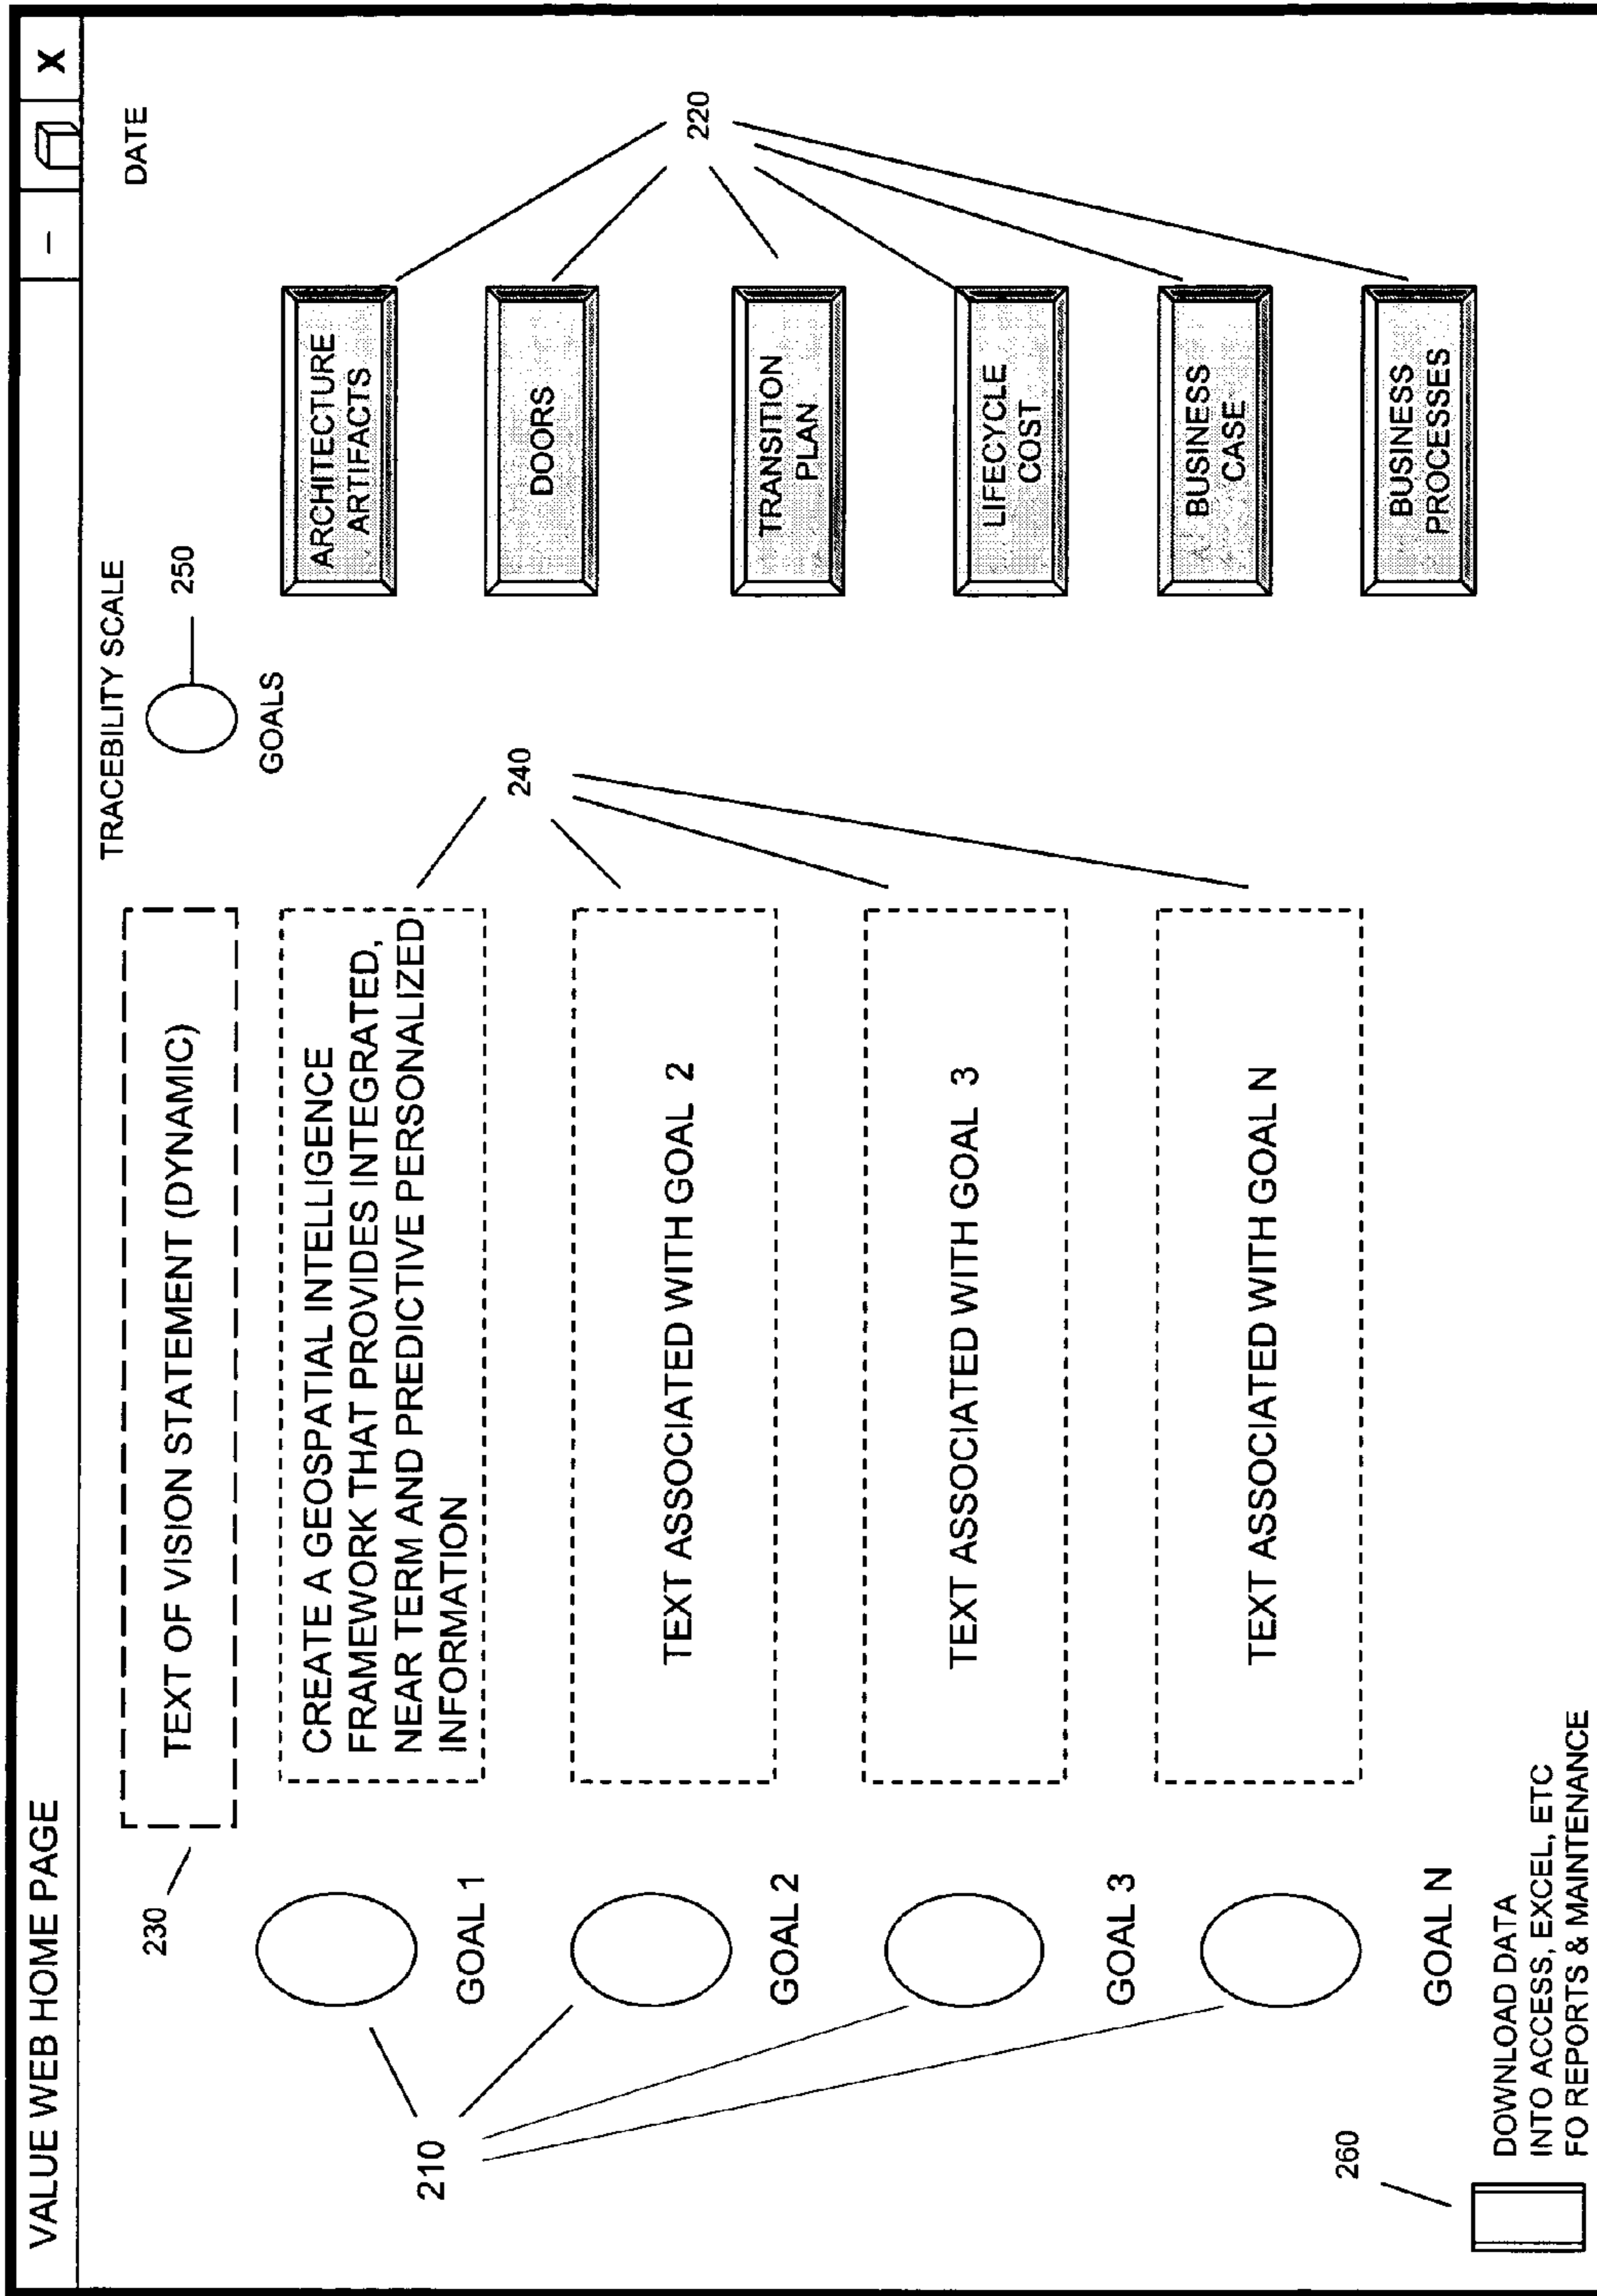 VALUE WEB HOME PAGE
– X
TRACEBILITY SCALE
DATE
230
TEXT OF VISION STATEMENT (DYNAMIC)
250
GOALS
GOAL 1
CREATE A GEOSPATIAL INTELLIGENCE
FRAMEWORK THAT PROVIDES INTEGRATED,
NEAR TERM AND PREDICTIVE PERSONALIZED
INFORMATION
240
210
GOAL 2
TEXT ASSOCIATED WITH GOAL 2
GOAL 3
TEXT ASSOCIATED WITH GOAL 3
GOAL N
TEXT ASSOCIATED WITH GOAL N
ARCHITECTURE
ARTIFACTS
DOORS
TRANSITION
PLAN
LIFECYCLE
COST
BUSINESS
CASE
BUSINESS
PROCESSES
220
260
DOWNLOAD DATA
INTO ACCESS, EXCEL, ETC
FO REPORTS & MAINTENANCE